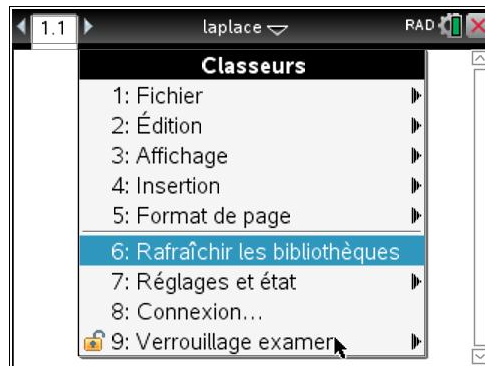 1.1 laplace RAD
Classeurs
1: Fichier
2: Édition
3: Affichage
4: Insertion
5: Format de page
6: Rafraîchir les bibliothèques
7: Réglages et état
8: Connexion...
9: Verrouillage examen